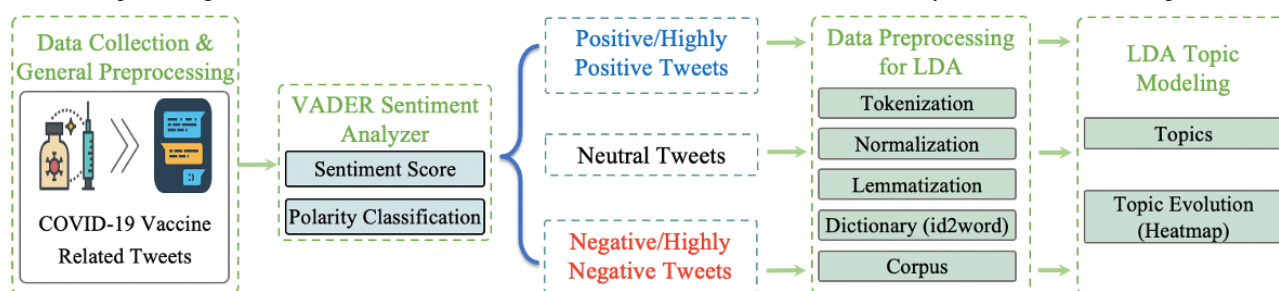 Data Collection &
General Preprocessing
COVID-19 Vaccine
Related Tweets
VADER Sentiment
Analyzer
Sentiment Score
Polarity Classification
Positive/Highly
Positive Tweets
Neutral Tweets
Negative/Highly
Negative Tweets
Data Preprocessing
for LDA
Tokenization
Normalization
Lemmatization
Dictionary (id2word)
Corpus
LDA Topic
Modeling
Topics
Topic Evolution
(Heatmap)